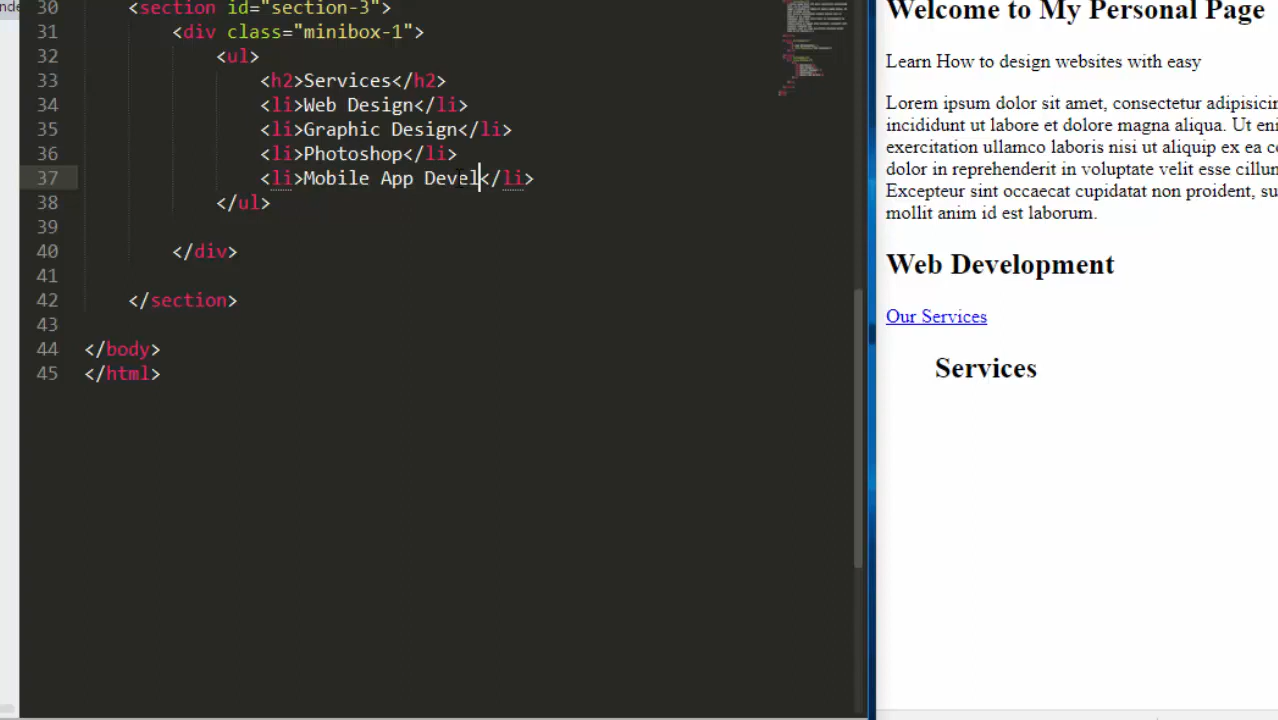 30 <section id="section-3">
31 <div class="minibox-1">
32 <ul>
33 <h2>Services</h2>
34 <li>Web Design</li>
35 <li>Graphic Design</li>
36 <li>Photoshop</li>
37 <li>Mobile App Devel</li>
38 </ul>
39
40 </div>
41
42 </section>
43
44 </body>
45 </html>
Welcome to My Personal Page
Learn How to design websites with easy
Lorem ipsum dolor sit amet, consectetur adipisicin
incididunt ut labore et dolore magna aliqua. Ut eni
exercitation ullamco laboris nisi ut aliquip ex ea co
dolor in reprehenderit in voluptate velit esse cillun
Excepteur sint occaecat cupidatat non proident, su
mollit anim id est laborum.
Web Development
Our Services
Services